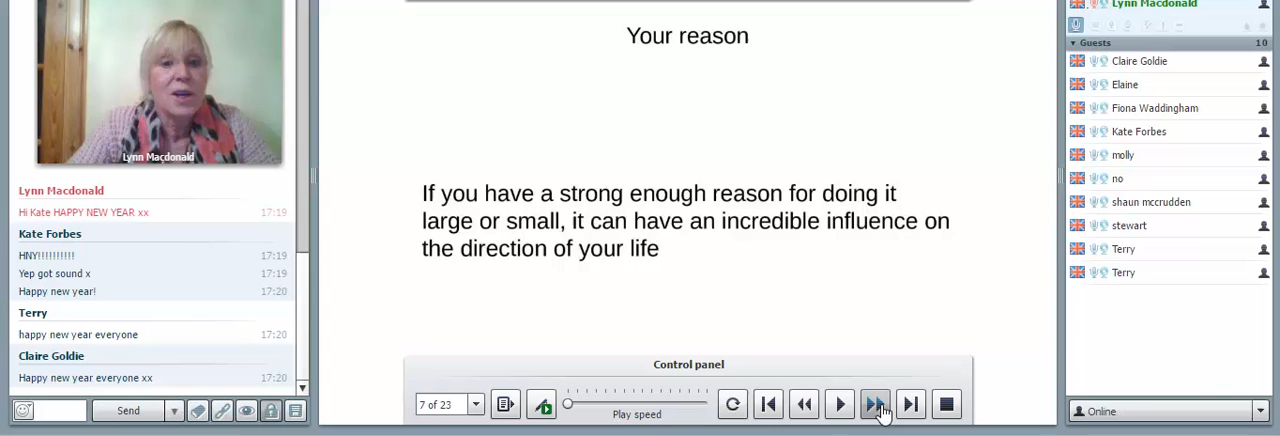 Lynn Macdonald
Lynn Macdonald
Hi Kate HAPPY NEW YEAR xx 17:19
Kate Forbes
HNY!!!!!!!!!! 17:19
Yep got sound x 17:19
Happy new year! 17:20
Terry
happy new year everyone 17:20
Claire Goldie
Happy new year everyone xx 17:20
Send
Your reason
If you have a strong enough reason for doing it
large or small, it can have an incredible influence on
the direction of your life
Control panel
7 of 23
Play speed
Lynn Macdonald
Guests 10
Claire Goldie
Elaine
Fiona Waddingham
Kate Forbes
molly
no
shaun mccrudden
stewart
Terry
Terry
Online